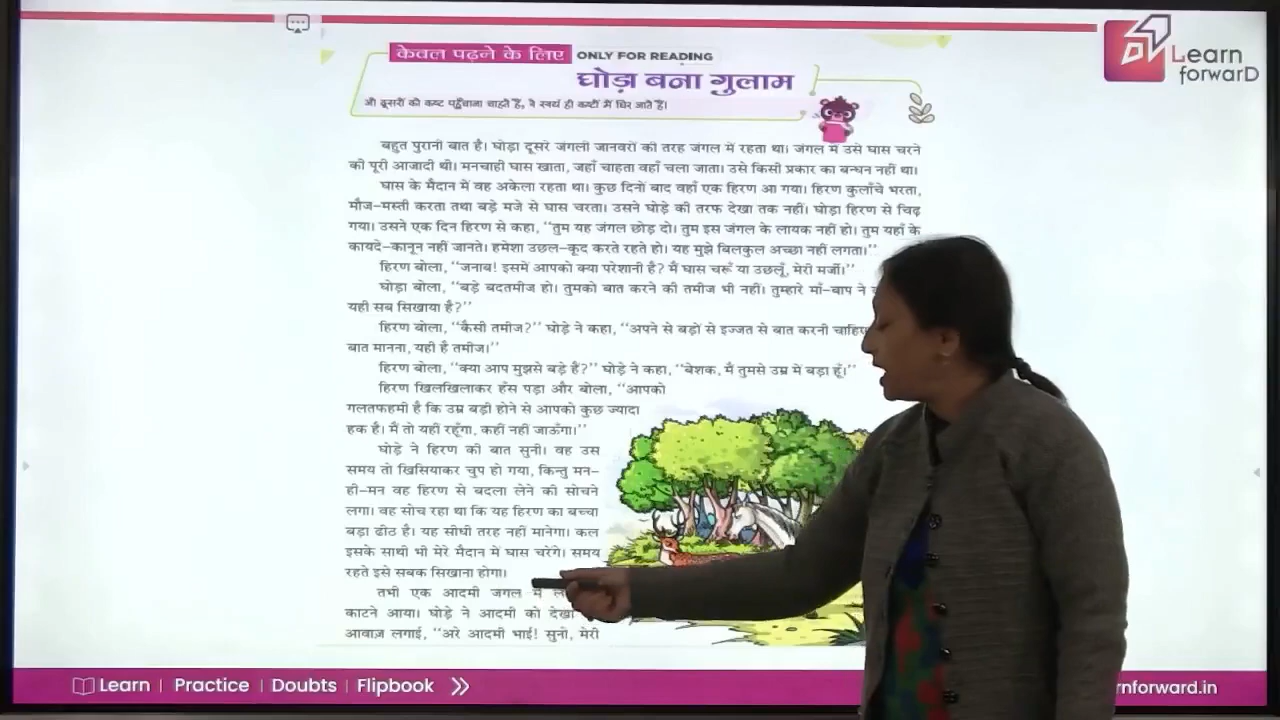 केवल पढ़ने के लिए ONLY FOR READING
घोड़ा बना गुलाम
जो दूसरों को कष्ट पहुँचाना चाहते हैं, वे स्वयं ही कष्टों में घिर जाते हैं।
Learn
forwarD
बहुत पुरानी बात है। घोड़ा दूसरे जंगली जानवरों की तरह जंगल में रहता था। जंगल में उसे घास चरने
की पूरी आजादी थी। मनचाही घास खाता, जहाँ चाहता वहाँ चला जाता। उसे किसी प्रकार का बन्धन नहीं था।
घास के मैदान में वह अकेला रहता था। कुछ दिनों बाद वहाँ एक हिरण आ गया। हिरण कुलाँचे भरता,
मौज-मस्ती करता तथा बड़े मजे से घास चरता। उसने घोड़े की तरफ देखा तक नहीं। घोड़ा हिरण से चिढ़
गया। उसने एक दिन हिरण से कहा, ‘‘तुम यह जंगल छोड़ दो। तुम इस जंगल के लायक नहीं हो। तुम यहाँ के
कायदे-कानून नहीं जानते। हमेशा उछल-कूद करते रहते हो। यह मुझे बिलकुल अच्छा नहीं लगता।’’
हिरण बोला, ‘‘जनाब! इसमें आपको क्या परेशानी है? मैं घास चरूँ या उछलूँ, मेरी मर्जी।’’
घोड़ा बोला, ‘‘बड़े बदतमीज हो। तुमको बात करने की तमीज भी नहीं। तुम्हारे माँ-बाप ने
यही सब सिखाया है?’’
हिरण बोला, ‘‘कैसी तमीज?’’ घोड़े ने कहा, ‘‘अपने से बड़ों से इज्जत से बात करनी
बात मानना, यही है तमीज।’’
हिरण बोला, ‘‘क्या आप मुझसे बड़े हैं?’’ घोड़े ने कहा, ‘‘बेशक, मैं तुमसे उम्र में बड़ा हूँ।’’
हिरण खिलखिलाकर हँस पड़ा और बोला, ‘‘आपको
गलतफहमी है कि उम्र बड़ी होने से आपको कुछ ज्यादा
हक है। मैं तो यहीं रहूँगा, कहीं नहीं जाऊँगा।’’
घोड़े ने हिरण की बात सुनी। वह उस
समय तो खिसियाकर चुप हो गया, किन्तु मन-
ही-मन वह हिरण से बदला लेने की सोचने
लगा। वह सोच रहा था कि यह हिरण का बच्चा
बड़ा ढीठ है। यह सीधी तरह नहीं मानेगा। कल
इसके साथी भी मेरे मैदान में घास चरेंगे। समय
रहते इसे सबक सिखाना होगा।
तभी एक आदमी जंगल में
काटने आया। घोड़े ने आदमी को देखा
आवाज़ लगाई, ‘‘अरे आदमी भाई! सुनो, मेरी
Learn | Practice | Doubts | Flipbook
rnforward.in